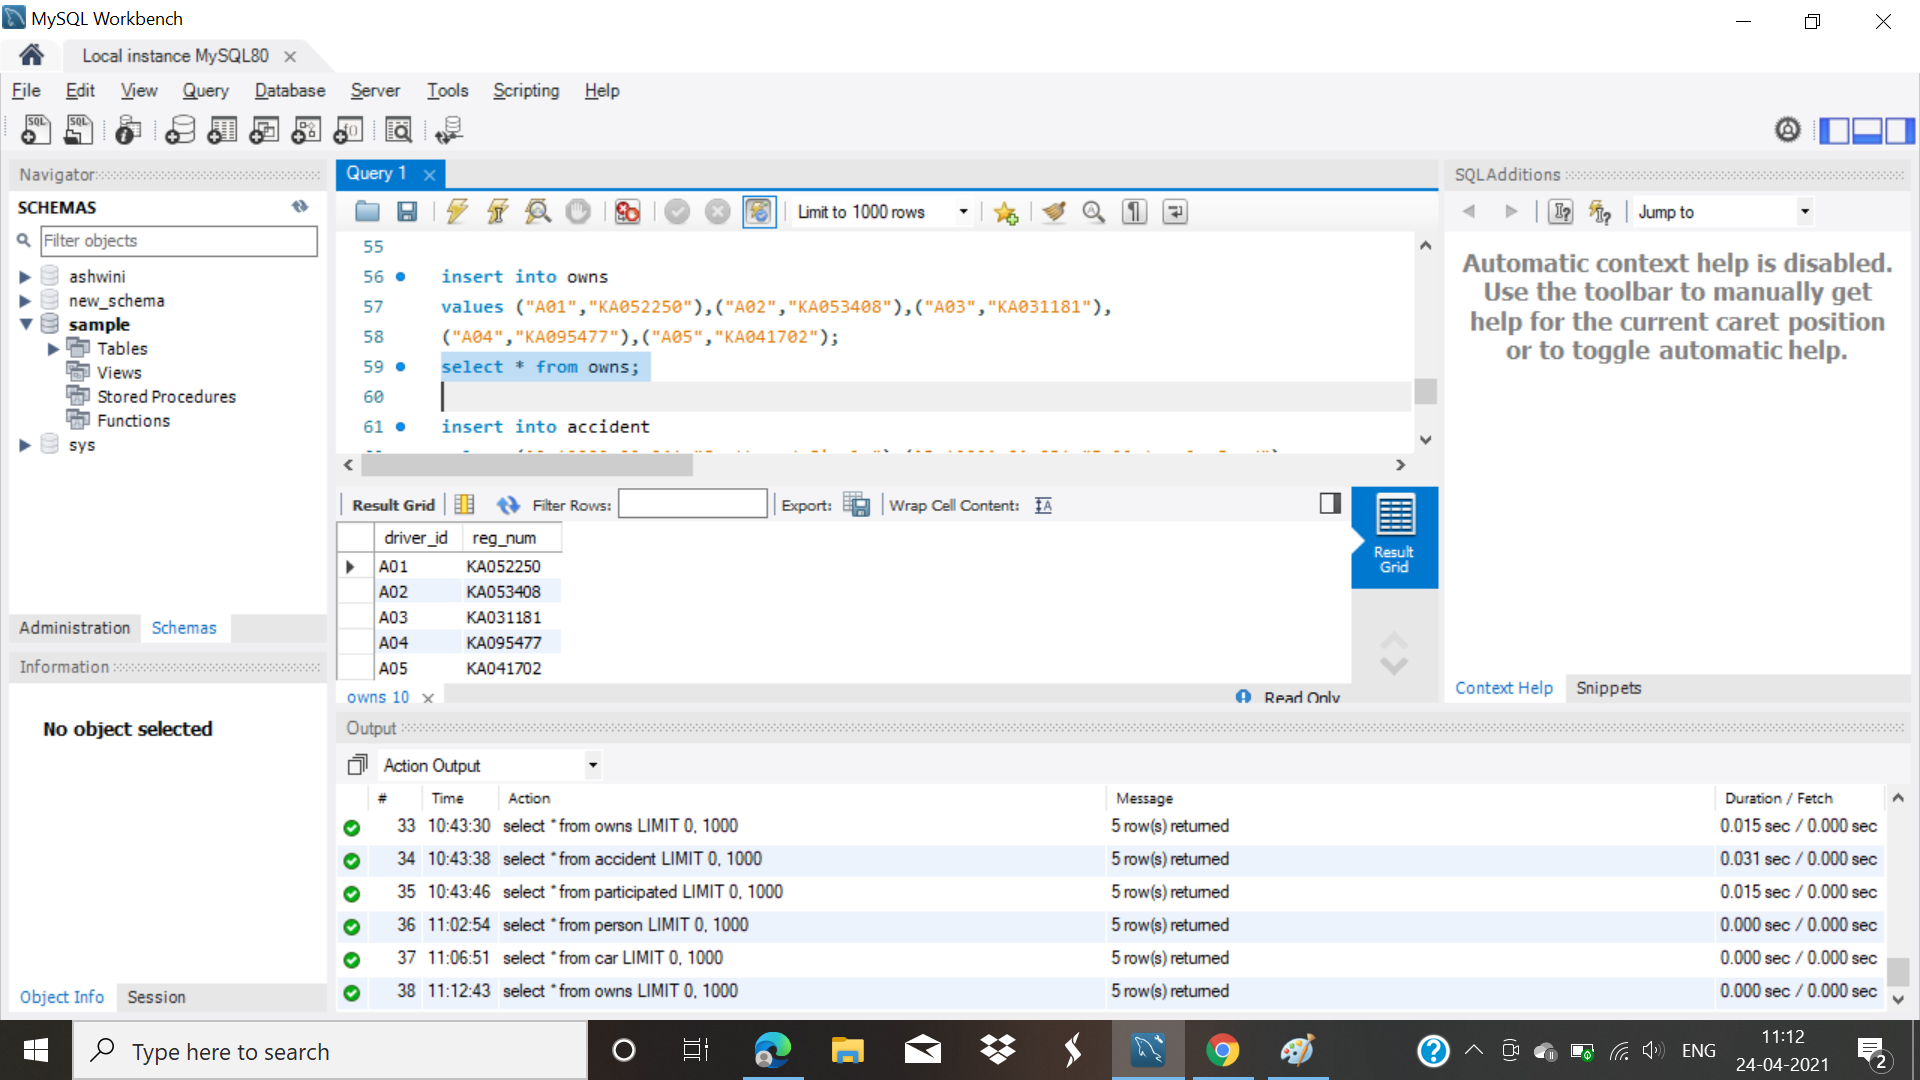 MySQL Workbench
Local instance MySQL80
File Edit View Query Database Server Tools Scripting Help
Navigator
SCHEMAS
Filter objects
ashwini
new_schema
sample
Tables
Views
Stored Procedures
Functions
sys
Administration Schemas
Information
No object selected
Object Info Session
Query 1
Limit to 1000 rows
55
56 insert into owns
57 values ("A01","KA052250"),("A02","KA053408"),("A03","KA031181"),
58 ("A04","KA095477"),("A05","KA041702");
59 select * from owns;
60
61 insert into accident
Result Grid Filter Rows: Export: Wrap Cell Content:
driver_id reg_num
A01 KA052250
A02 KA053408
A03 KA031181
A04 KA095477
A05 KA041702
Result
Grid
owns 10 Read Only
SQLAdditions
Jump to
Automatic context help is disabled.
Use the toolbar to manually get
help for the current caret position
or to toggle automatic help.
Context Help Snippets
Output
Action Output
# Time Action Message Duration / Fetch
33 10:43:30 select * from owns LIMIT 0, 1000 5 row(s) returned 0.015 sec / 0.000 sec
34 10:43:38 select * from accident LIMIT 0, 1000 5 row(s) returned 0.031 sec / 0.000 sec
35 10:43:46 select * from participated LIMIT 0, 1000 5 row(s) returned 0.015 sec / 0.000 sec
36 11:02:54 select * from person LIMIT 0, 1000 5 row(s) returned 0.000 sec / 0.000 sec
37 11:06:51 select * from car LIMIT 0, 1000 5 row(s) returned 0.000 sec / 0.000 sec
38 11:12:43 select * from owns LIMIT 0, 1000 5 row(s) returned 0.000 sec / 0.000 sec
Type here to search
ENG
11:12
24-04-2021
2